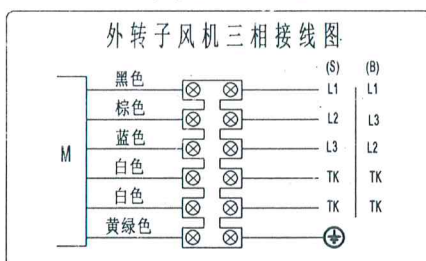 外转子风机三相接线图
(S) (B)
黑色 L1 L1
棕色 L2 L3
蓝色 L3 L2
M
白色 TK TK
白色 TK TK
黄绿色